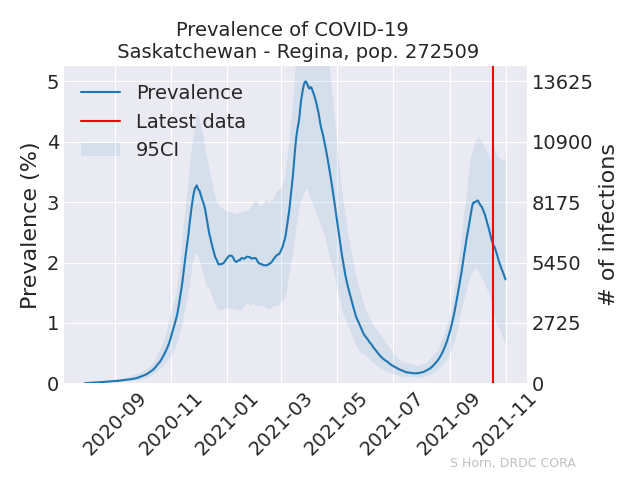 Prevalence of COVID-19
Saskatchewan - Regina, pop. 272509
Prevalence
Latest data
95CI
Prevalence (%)
5
4
3
2
1
0
13625
10900
8175
5450
2725
0
# of infections
2020-09
2020-11
2021-01
2021-03
2021-05
2021-07
2021-09
2021-11
S Horn, DRDC CORA